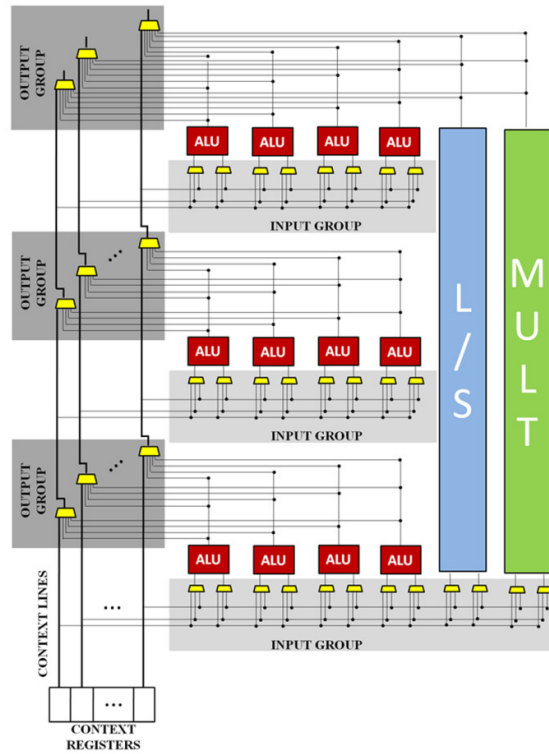 OUTPUT
GROUP
ALU ALU ALU ALU
INPUT GROUP
OUTPUT
GROUP
ALU ALU ALU ALU
INPUT GROUP
OUTPUT
GROUP
ALU ALU ALU ALU
INPUT GROUP
L/S
MULT
CONTEXT LINES
...
CONTEXT
REGISTERS